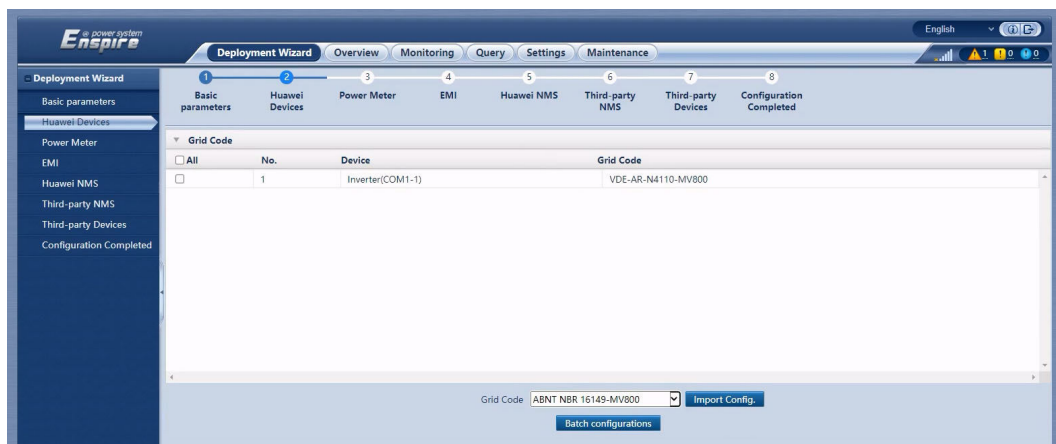 Enspire
@ power system
English
Deployment Wizard Overview Monitoring Query Settings Maintenance
1 0 0
Deployment Wizard
Basic parameters
Huawei Devices
Power Meter
EMI
Huawei NMS
Third-party NMS
Third-party Devices
Configuration Completed
1 2 3 4 5 6 7 8
Basic parameters
Huawei Devices
Power Meter
EMI
Huawei NMS
Third-party NMS
Third-party Devices
Configuration Completed
Grid Code
All No. Device Grid Code
1 Inverter(COM1-1) VDE-AR-N4110-MV800
Grid Code ABNT NBR 16149-MV800 Import Config.
Batch configurations